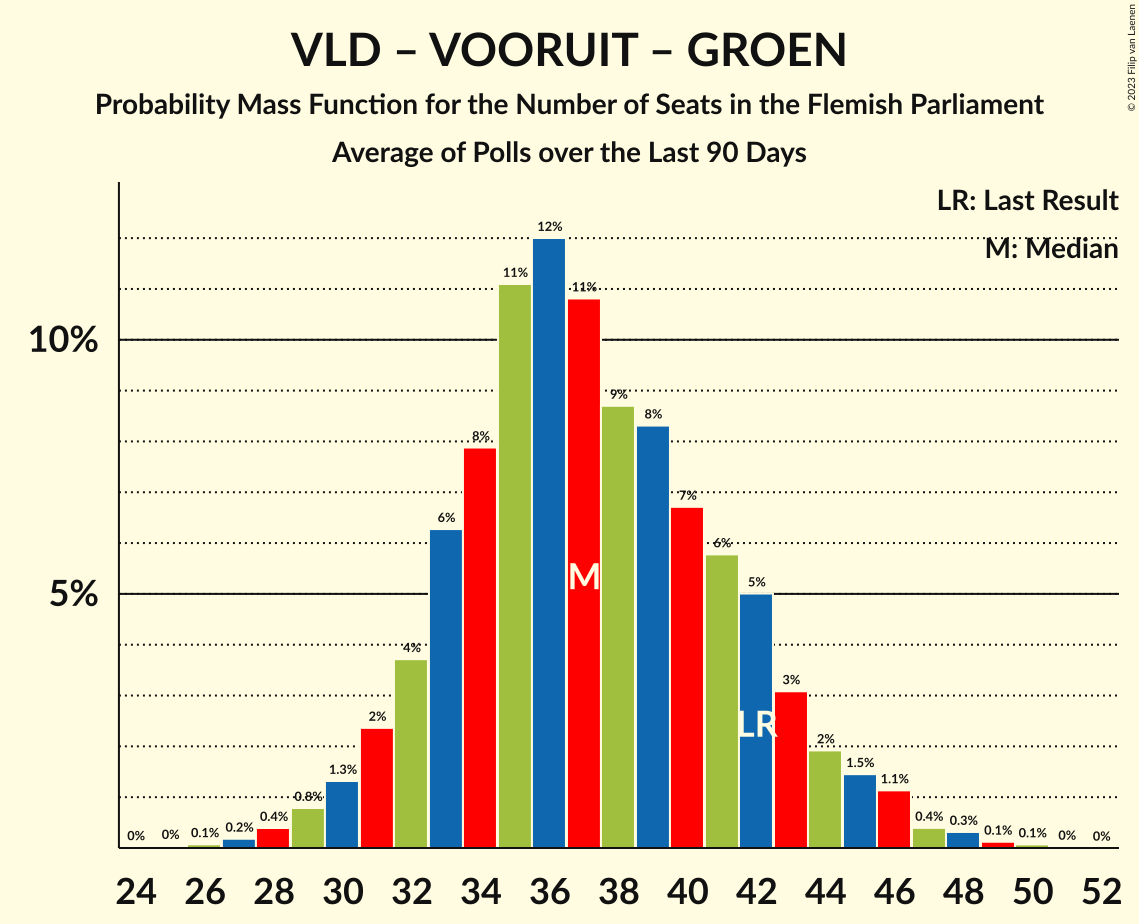 VLD – VOORUIT – GROEN
Probability Mass Function for the Number of Seats in the Flemish Parliament
Average of Polls over the Last 90 Days
© 2023 Filip van Laenen
LR: Last Result
M: Median
10%
5%
0% 0% 0.1% 0.2% 0.4% 0.8% 1.3% 2% 4% 6% 8% 11% 12% 11% 9% 8% 7% 6% 5% 3% 2% 1.5% 1.1% 0.4% 0.3% 0.1% 0.1% 0% 0%
M
LR
24 26 28 30 32 34 36 38 40 42 44 46 48 50 52